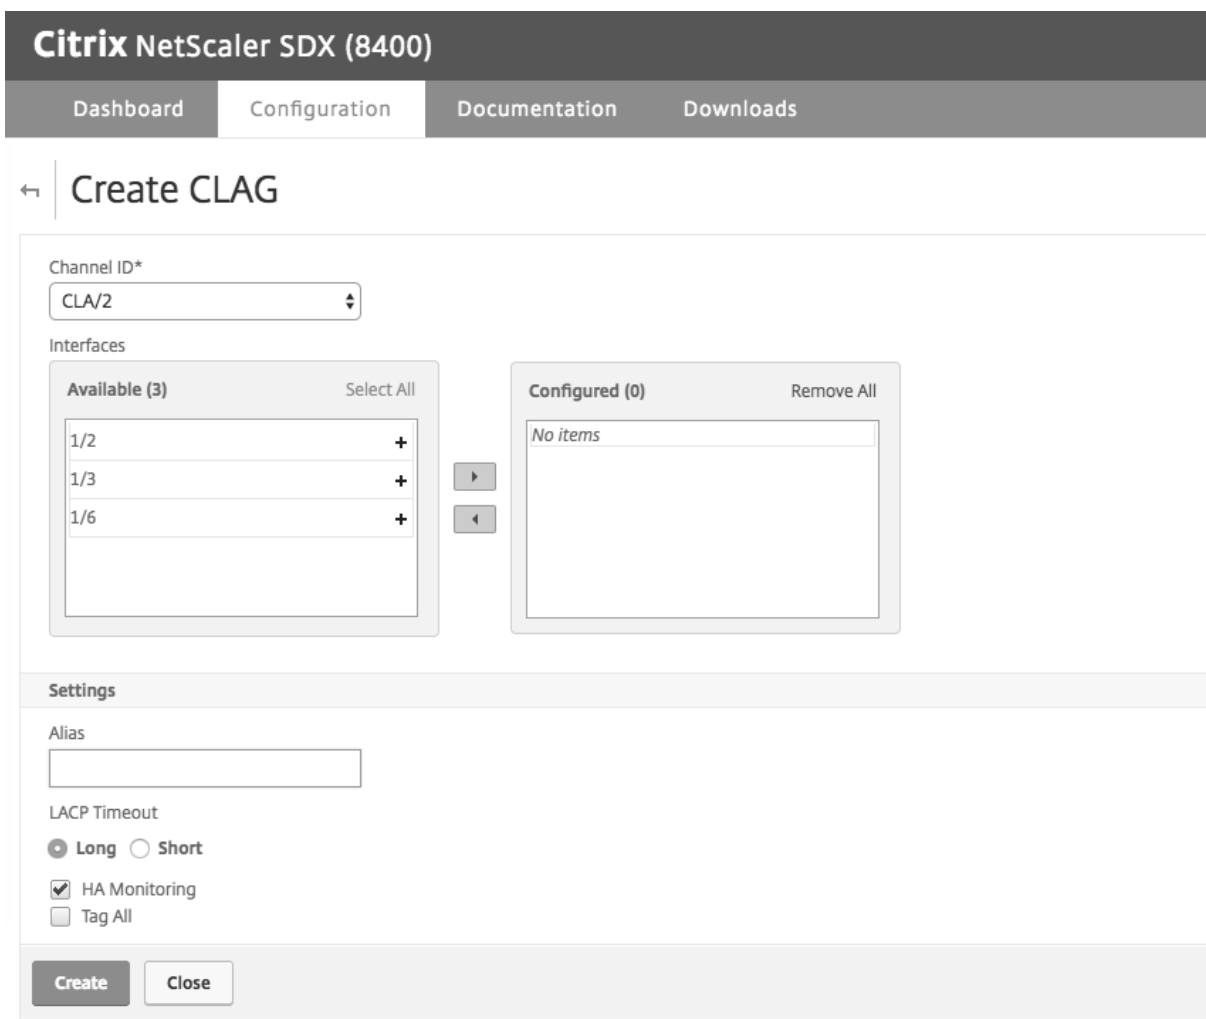 Citrix NetScaler SDX (8400)
Dashboard Configuration Documentation Downloads
Create CLAG
Channel ID*
CLA/2
Interfaces
Available (3) Select All
1/2 +
1/3 +
1/6 +
Configured (0) Remove All
No items
Settings
Alias
LACP Timeout
Long Short
HA Monitoring
Tag All
Create Close